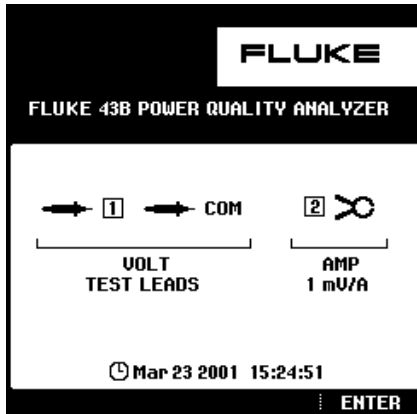 FLUKE
FLUKE 43B POWER QUALITY ANALYZER
1 COM 2
VOLT AMP
TEST LEADS 1 mV/A
Mar 23 2001 15:24:51
ENTER